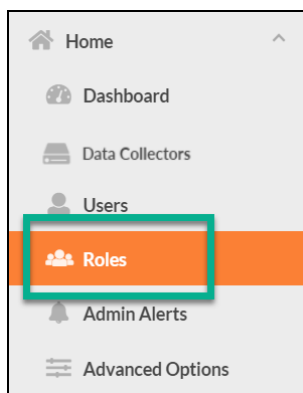 Home
Dashboard
Data Collectors
Users
Roles
Admin Alerts
Advanced Options